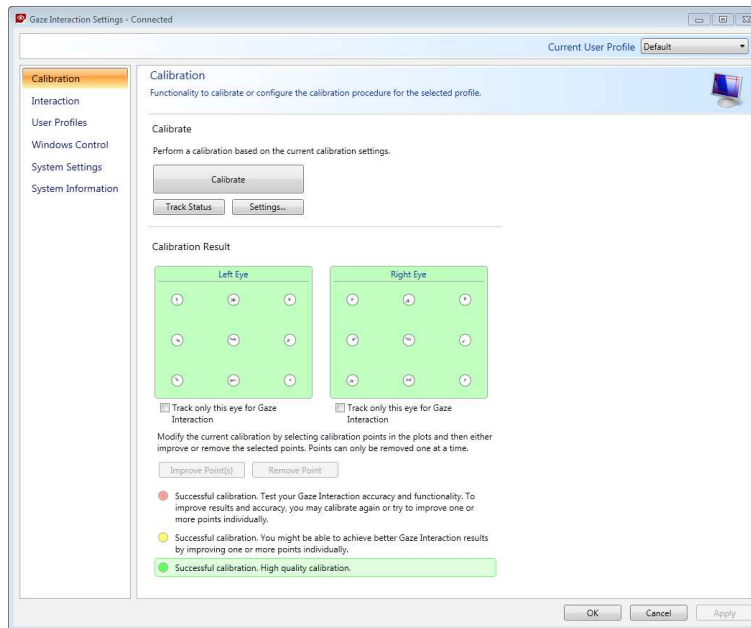 Gaze Interaction Settings - Connected
Current User Profile
Default
Calibration
Interaction
User Profiles
Windows Control
System Settings
System Information
Calibration
Functionality to calibrate or configure the calibration procedure for the selected profile.
Calibrate
Perform a calibration based on the current calibration settings.
Calibrate
Track Status
Settings...
Calibration Result
Left Eye
Right Eye
Track only this eye for Gaze
Interaction
Track only this eye for Gaze
Interaction
Modify the current calibration by selecting calibration points in the plots and then either
improve or remove the selected points. Points can only be removed one at a time.
Improve Point(s)
Remove Point
Successful calibration. Test your Gaze Interaction accuracy and functionality. To
improve results and accuracy, you may calibrate again or try to improve one or
more points individually.
Successful calibration. You might be able to achieve better Gaze Interaction results
by improving one or more points individually.
Successful calibration. High quality calibration.
OK
Cancel
Apply